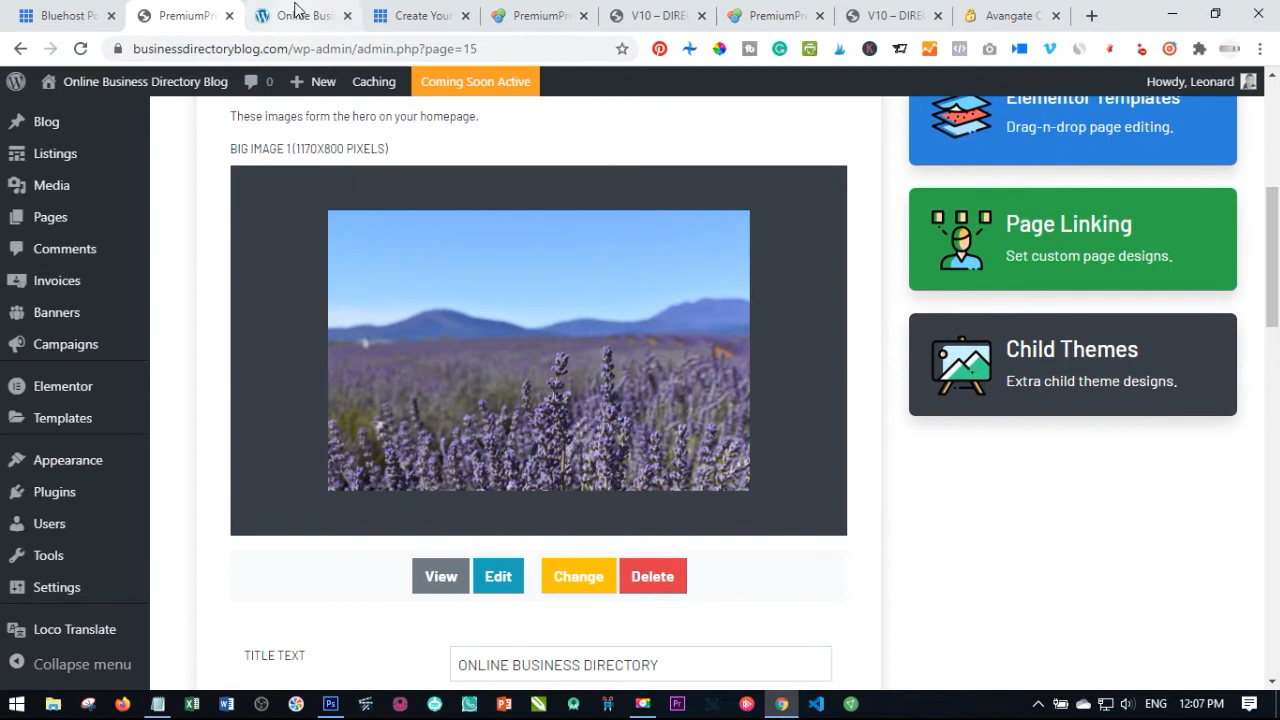 Bluehost Po
PremiumPr
Online Busi
Create Your
PremiumPr
V10 – DIRE
PremiumPr
V10 – DIRE
Avangate C
businessdirectoryblog.com/wp-admin/admin.php?page=15
Online Business Directory Blog
0
New
Caching
Coming Soon Active
Howdy, Leonard
Blog
Listings
Media
Pages
Comments
Invoices
Banners
Campaigns
Elementor
Templates
Appearance
Plugins
Users
Tools
Settings
Loco Translate
Collapse menu
These images form the hero on your homepage.
BIG IMAGE 1 (1170X800 PIXELS)
View
Edit
Change
Delete
TITLE TEXT
ONLINE BUSINESS DIRECTORY
Elementor Templates
Drag-n-drop page editing.
Page Linking
Set custom page designs.
Child Themes
Extra child theme designs.
ENG
12:07 PM